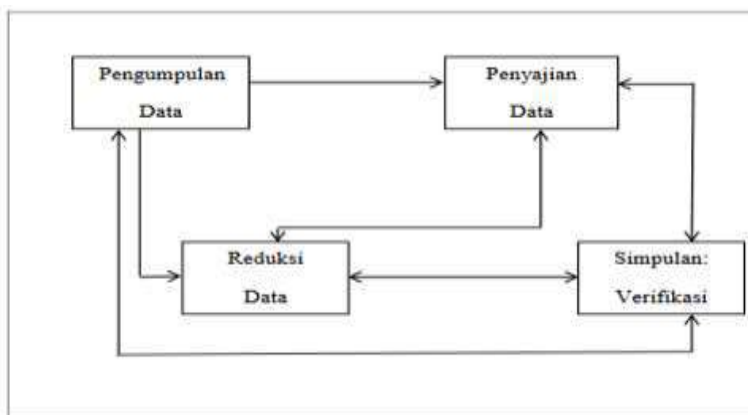 Pengumpulan
Data
Penyajian
Data
Reduksi
Data
Simpulan:
Verifikasi